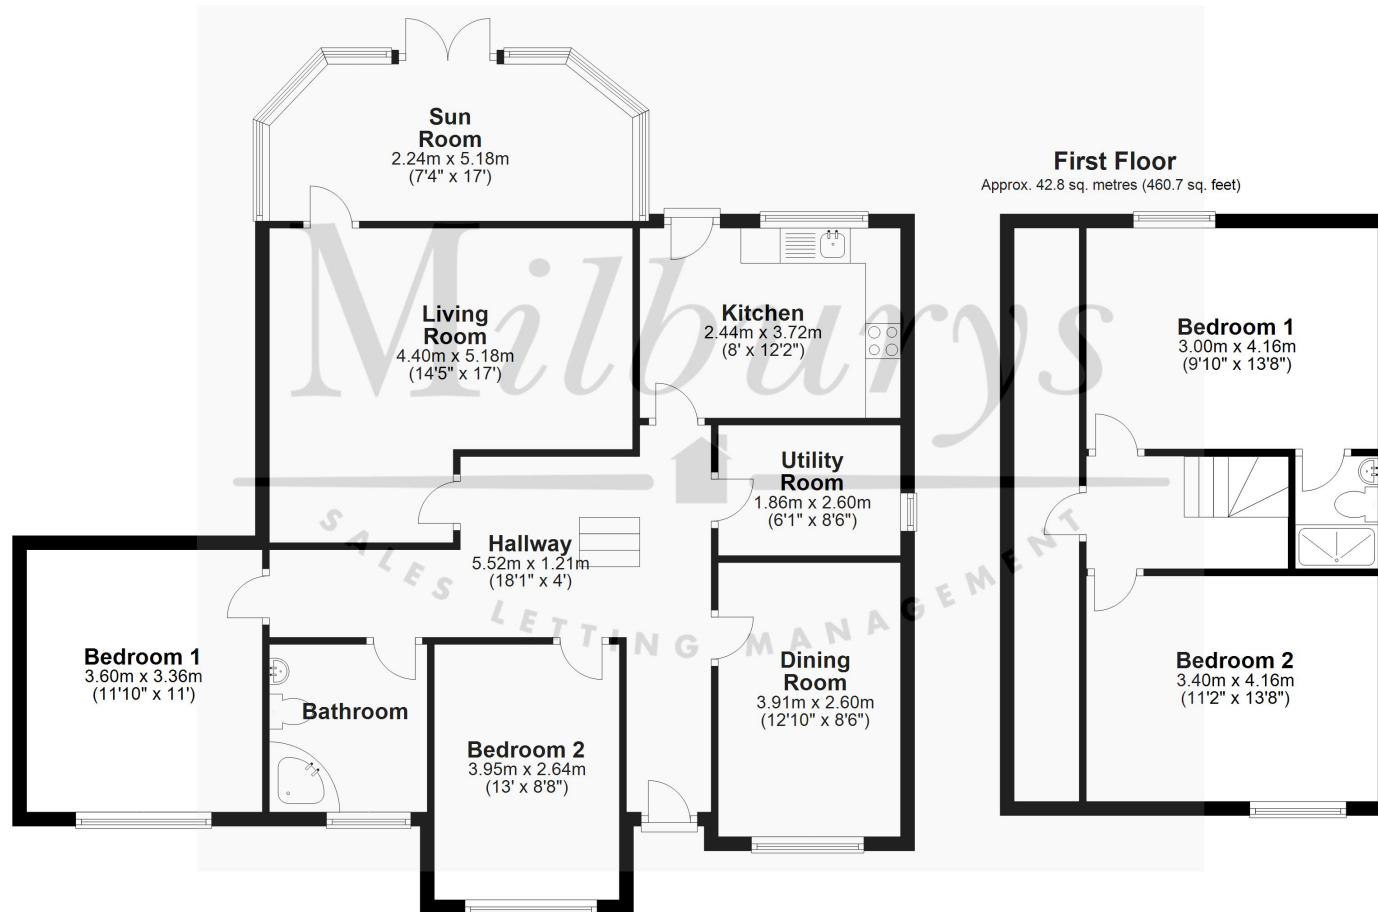 Sun
Room
2.24m x 5.18m
(7'4" x 17')
First Floor
Approx. 42.8 sq. metres (460.7 sq. feet)
Milburys
SALES LETTING MANAGEMENT
Living
Room
4.40m x 5.18m
(14'5" x 17')
Kitchen
2.44m x 3.72m
(8' x 12'2")
Bedroom 1
3.00m x 4.16m
(9'10" x 13'8")
Utility
Room
1.86m x 2.60m
(6'1" x 8'6")
Hallway
5.52m x 1.21m
(18'1" x 4')
Bedroom 1
3.60m x 3.36m
(11'10" x 11')
Bathroom
Bedroom 2
3.95m x 2.64m
(13' x 8'8")
Dining
Room
3.91m x 2.60m
(12'10" x 8'6")
Bedroom 2
3.40m x 4.16m
(11'2" x 13'8")